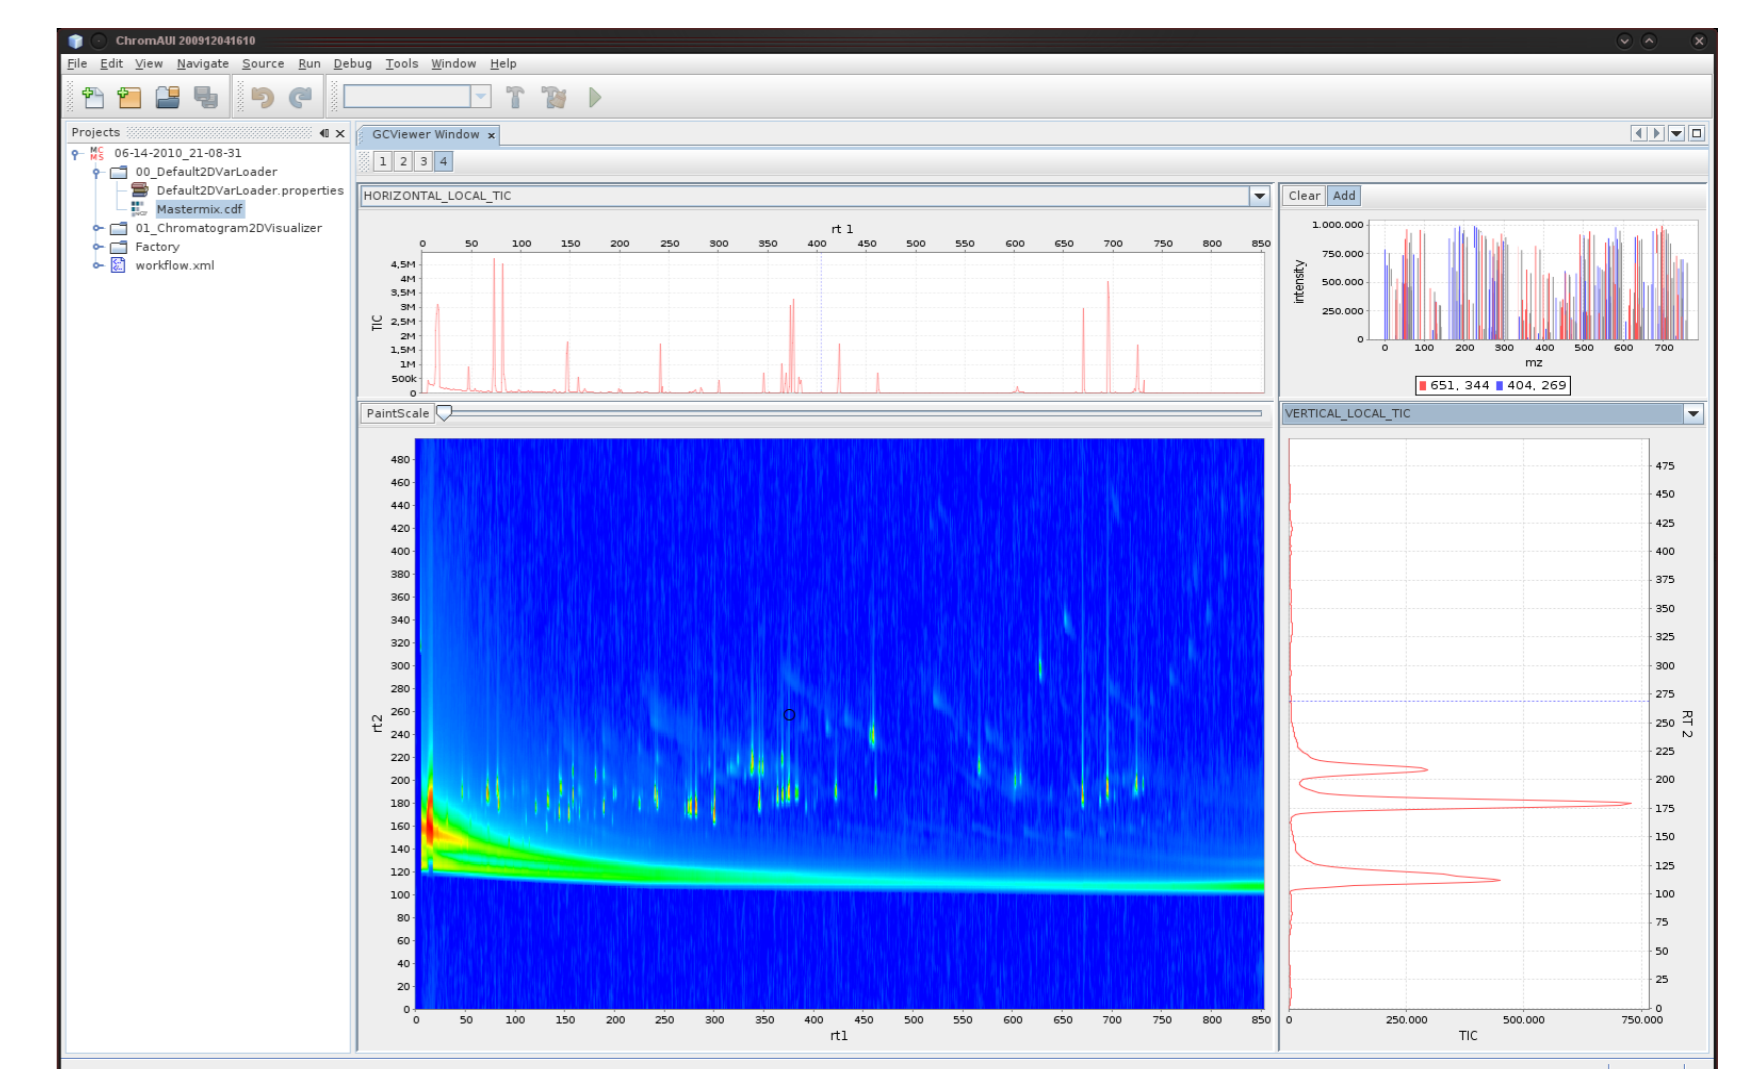 ChromAUI 200912041610
File Edit View Navigate Source Run Debug Tools Window Help
Projects
06-14-2010_21-08-31
00_Default2DVarLoader
Default2DVarLoader.properties
Mastermix.cdf
01_Chromatogram2DVisualizer
Factory
workflow.xml
GCViewer Window
1 2 3 4
HORIZONTAL_LOCAL_TIC
rt 1
0 50 100 150 200 250 300 350 400 450 500 550 600 650 700 750 800 850
4,5M
4M
3,5M
3M
2,5M
2M
1,5M
1M
500k
0
TIC
Clear Add
1.000.000
750.000
500.000
250.000
0
intensity
0 100 200 300 400 500 600 700
mz
651, 344 404, 269
PaintScale
480
460
440
420
400
380
360
340
320
300
280
260
240
220
200
180
160
140
120
100
80
60
40
20
0
rt2
0 50 100 150 200 250 300 350 400 450 500 550 600 650 700 750 800 850
rt1
VERTICAL_LOCAL_TIC
475
450
425
400
375
350
325
300
275
250
225
200
175
150
125
100
75
50
25
0
RT 2
0 250.000 500.000 750.000
TIC